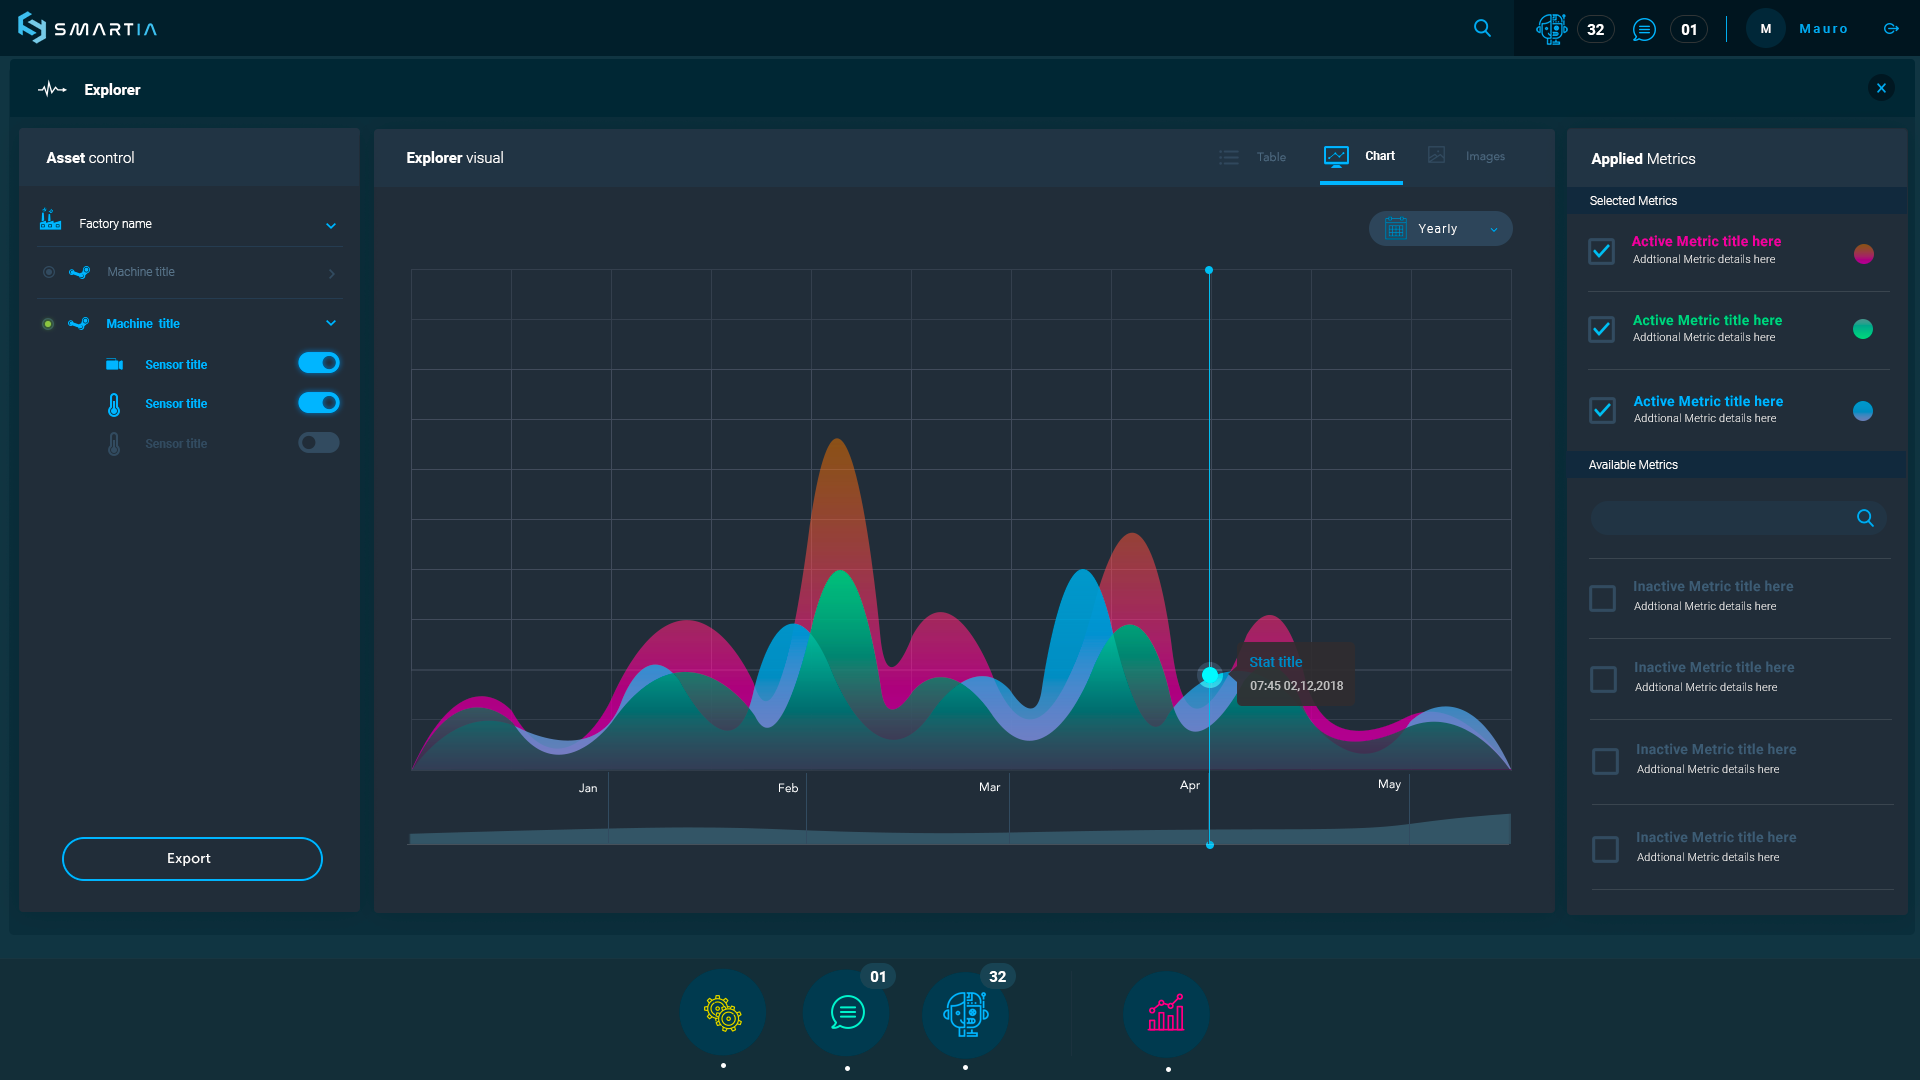 SMARTIA
32
01
M
Mauro
Explorer
Asset control
Factory name
Machine title
Machine title
Sensor title
Sensor title
Sensor title
Export
Explorer visual
Table
Chart
Images
Yearly
Stat title
07:45 02,12,2018
Jan
Feb
Mar
Apr
May
Applied Metrics
Selected Metrics
Active Metric title here
Addtional Metric details here
Active Metric title here
Addtional Metric details here
Active Metric title here
Addtional Metric details here
Available Metrics
Inactive Metric title here
Addtional Metric details here
Inactive Metric title here
Addtional Metric details here
Inactive Metric title here
Addtional Metric details here
Inactive Metric title here
Addtional Metric details here
01
32